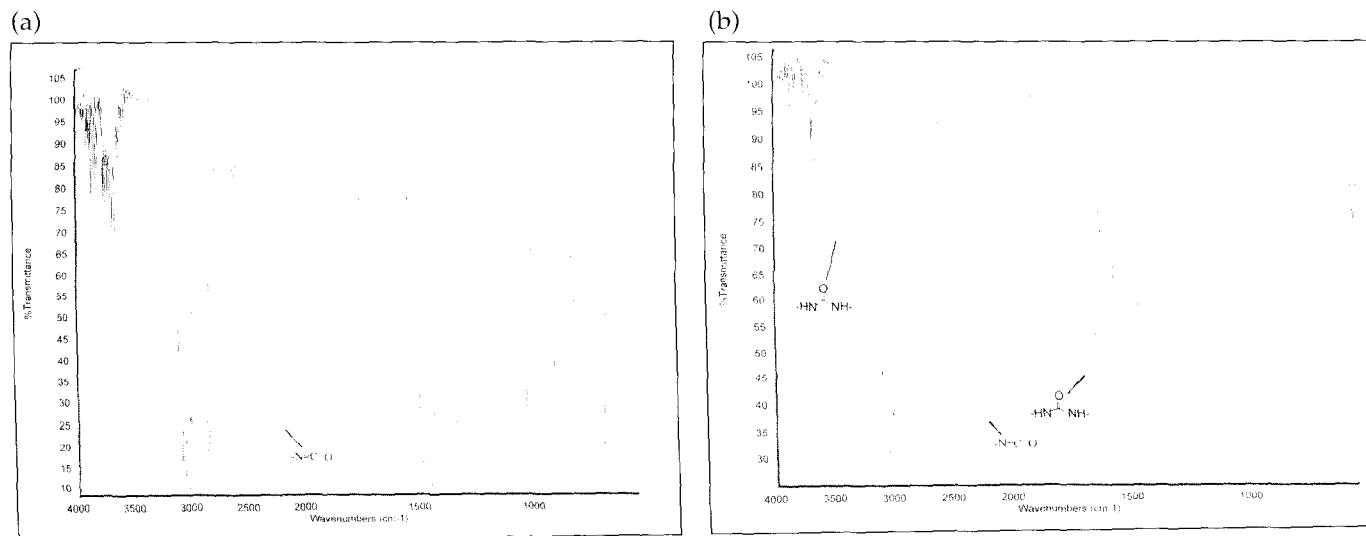 (a)
105
100
95
90
85
80
75
70
65
60
55
50
45
40
35
30
25
20
15
10
%Transmittance
-N=C O
4000 3000 2500 2000 1500 1000
Wavenumbers (cm-1)
(b)
105
100
95
90
85
80
75
70
65
60
55
50
45
40
35
30
%Transmittance
O
-HN NH-
O
-HN NH-
-N=C O
4000 3500 3000 2500 2000 1500 1000
Wavenumbers (cm-1)